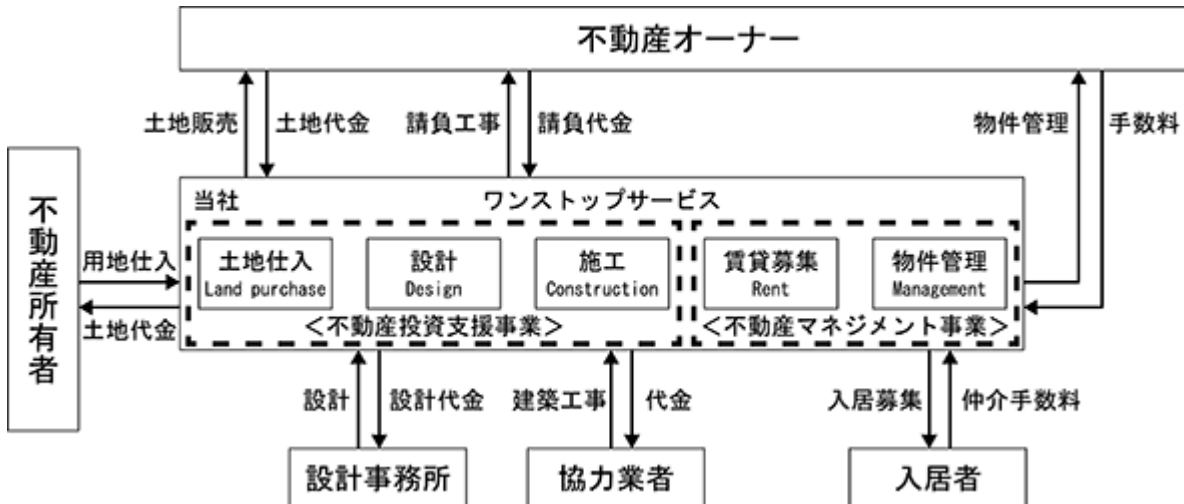 不動産オーナー
土地販売
土地代金
請負工事
請負代金
物件管理
手数料
不動産所有者
用地仕入
土地代金
当社
ワンストップサービス
土地仕入
Land purchase
設計
Design
施工
Construction
賃貸募集
Rent
物件管理
Management
＜不動産投資支援事業＞
＜不動産マネジメント事業＞
設計
設計代金
建築工事
代金
入居募集
仲介手数料
設計事務所
協力業者
入居者